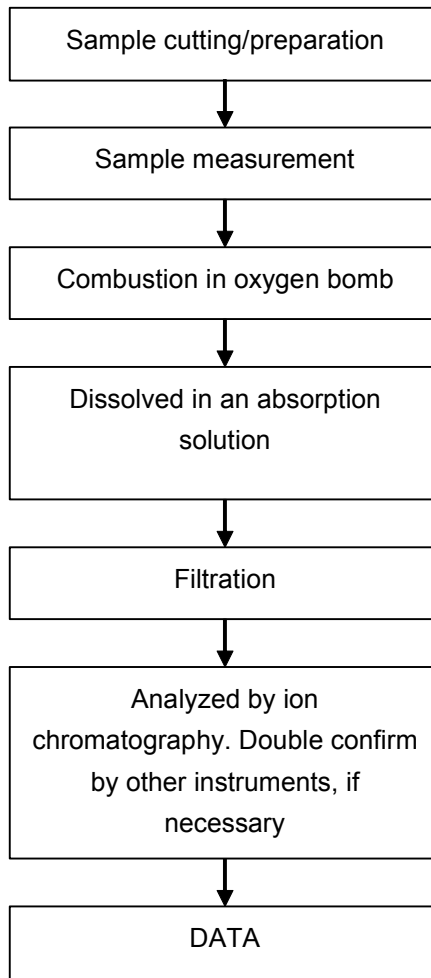 Sample cutting/preparation
Sample measurement
Combustion in oxygen bomb
Dissolved in an absorption
solution
Filtration
Analyzed by ion
chromatography. Double confirm
by other instruments, if
necessary
DATA